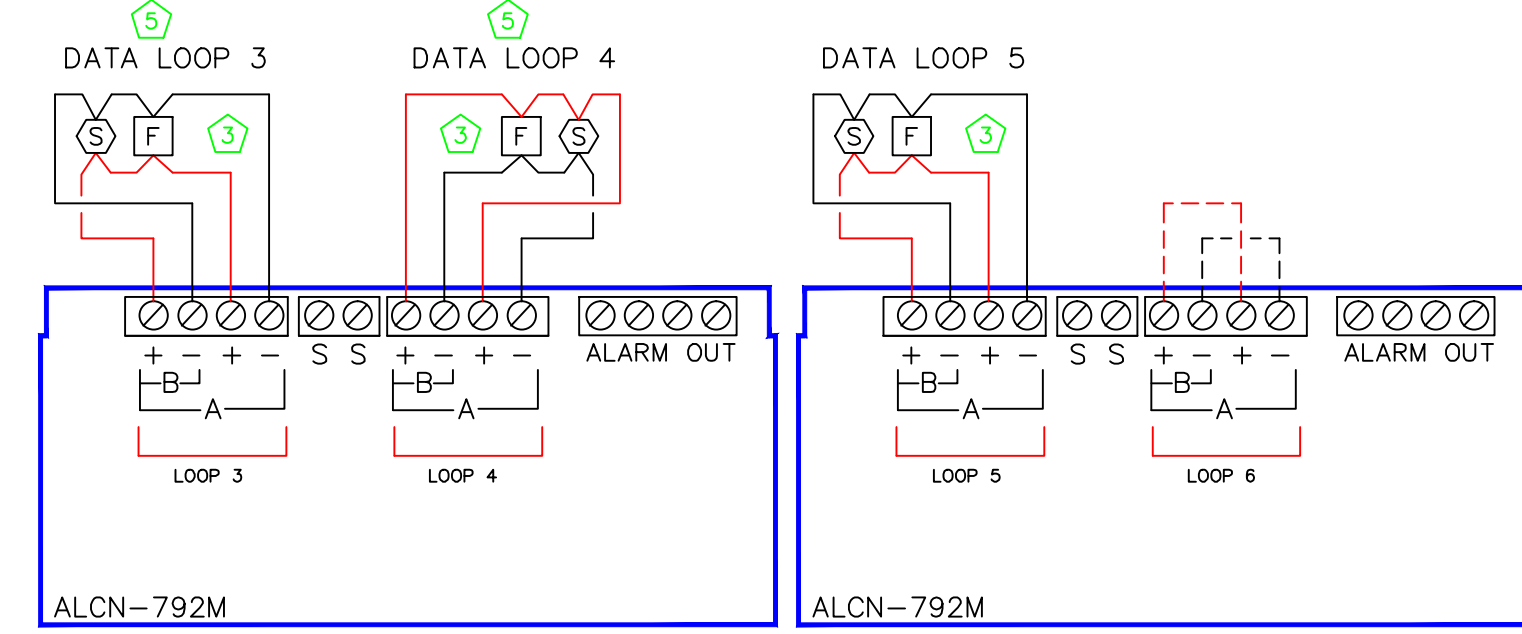 5
5
DATA LOOP 3
DATA LOOP 4
DATA LOOP 5
S F 3
3 F S
S F 3
+ − + −
S S
+ − + −
ALARM OUT
+ − + −
S S
+ − + −
ALARM OUT
B
B
B
B
A
A
A
A
LOOP 3
LOOP 4
LOOP 5
LOOP 6
ALCN−792M
ALCN−792M